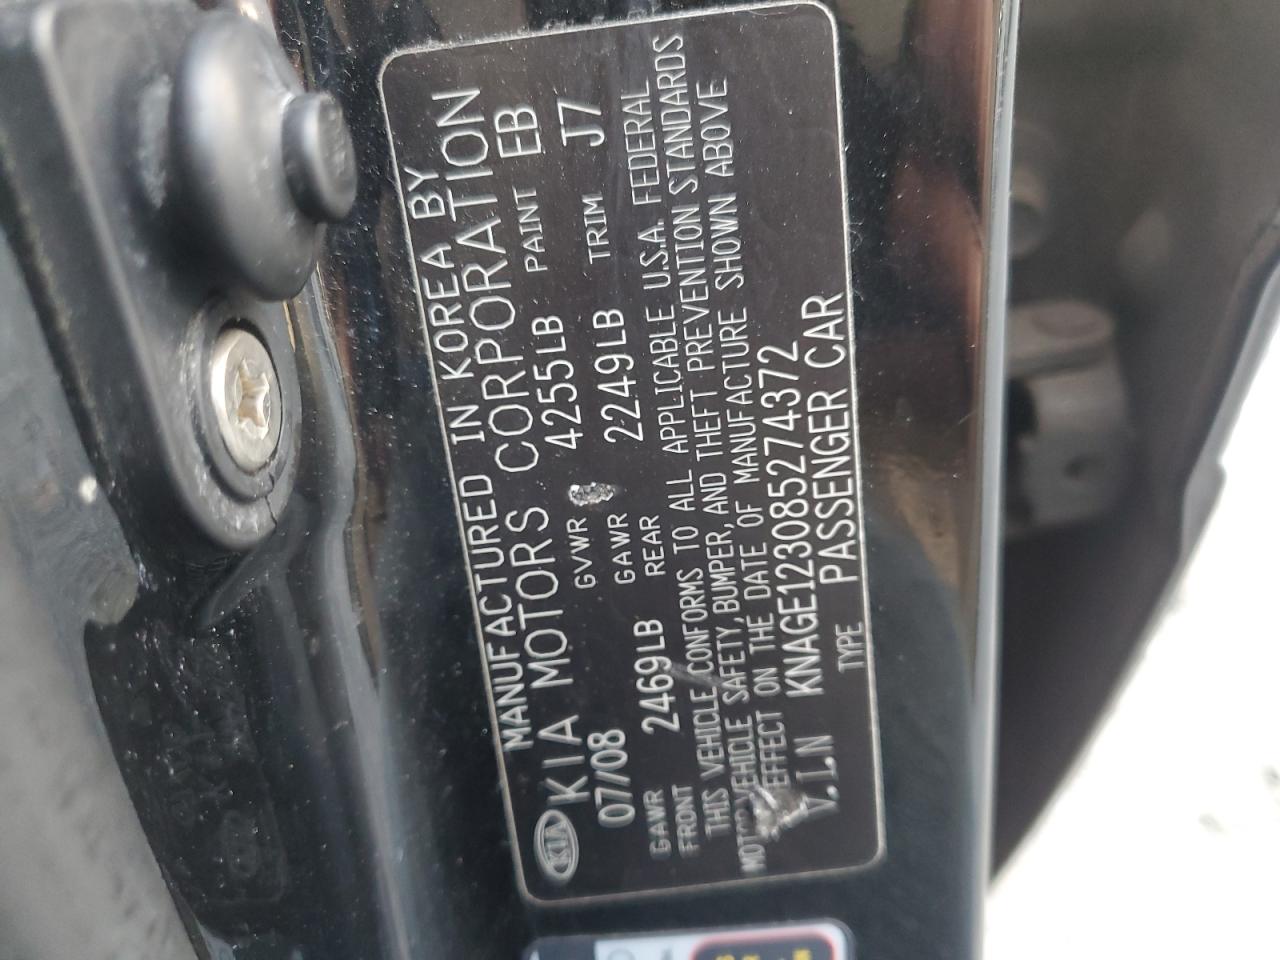 MANUFACTURED IN KOREA BY
KIA KIA MOTORS CORPORATION
07/08 GVWR 4255LB PAINT EB
GAWR FRONT 2469LB GAWR REAR 2249LB TRIM J7
THIS VEHICLE CONFORMS TO ALL APPLICABLE U.S.A. FEDERAL
MOTOR VEHICLE SAFETY, BUMPER, AND THEFT PREVENTION STANDARDS
EFFECT ON THE DATE OF MANUFACTURE SHOWN ABOVE
V.I.N KNAGE123085274372
TYPE PASSENGER CAR